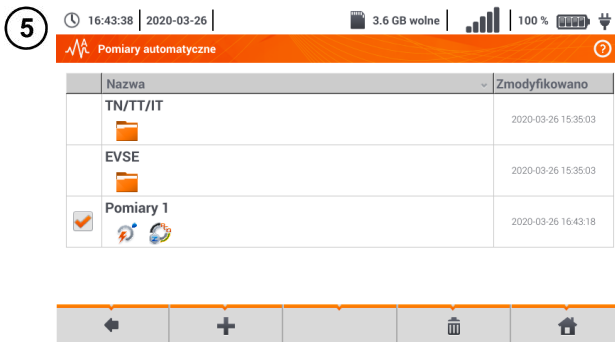 5
16:43:38 2020-03-26 3.6 GB wolne 100 %
Pomiary automatyczne ?
Nazwa Zmodyfikowano
TN/TT/IT
2020-03-26 15:35:03
EVSE
2020-03-26 15:35:03
Pomiary 1
2020-03-26 16:43:18